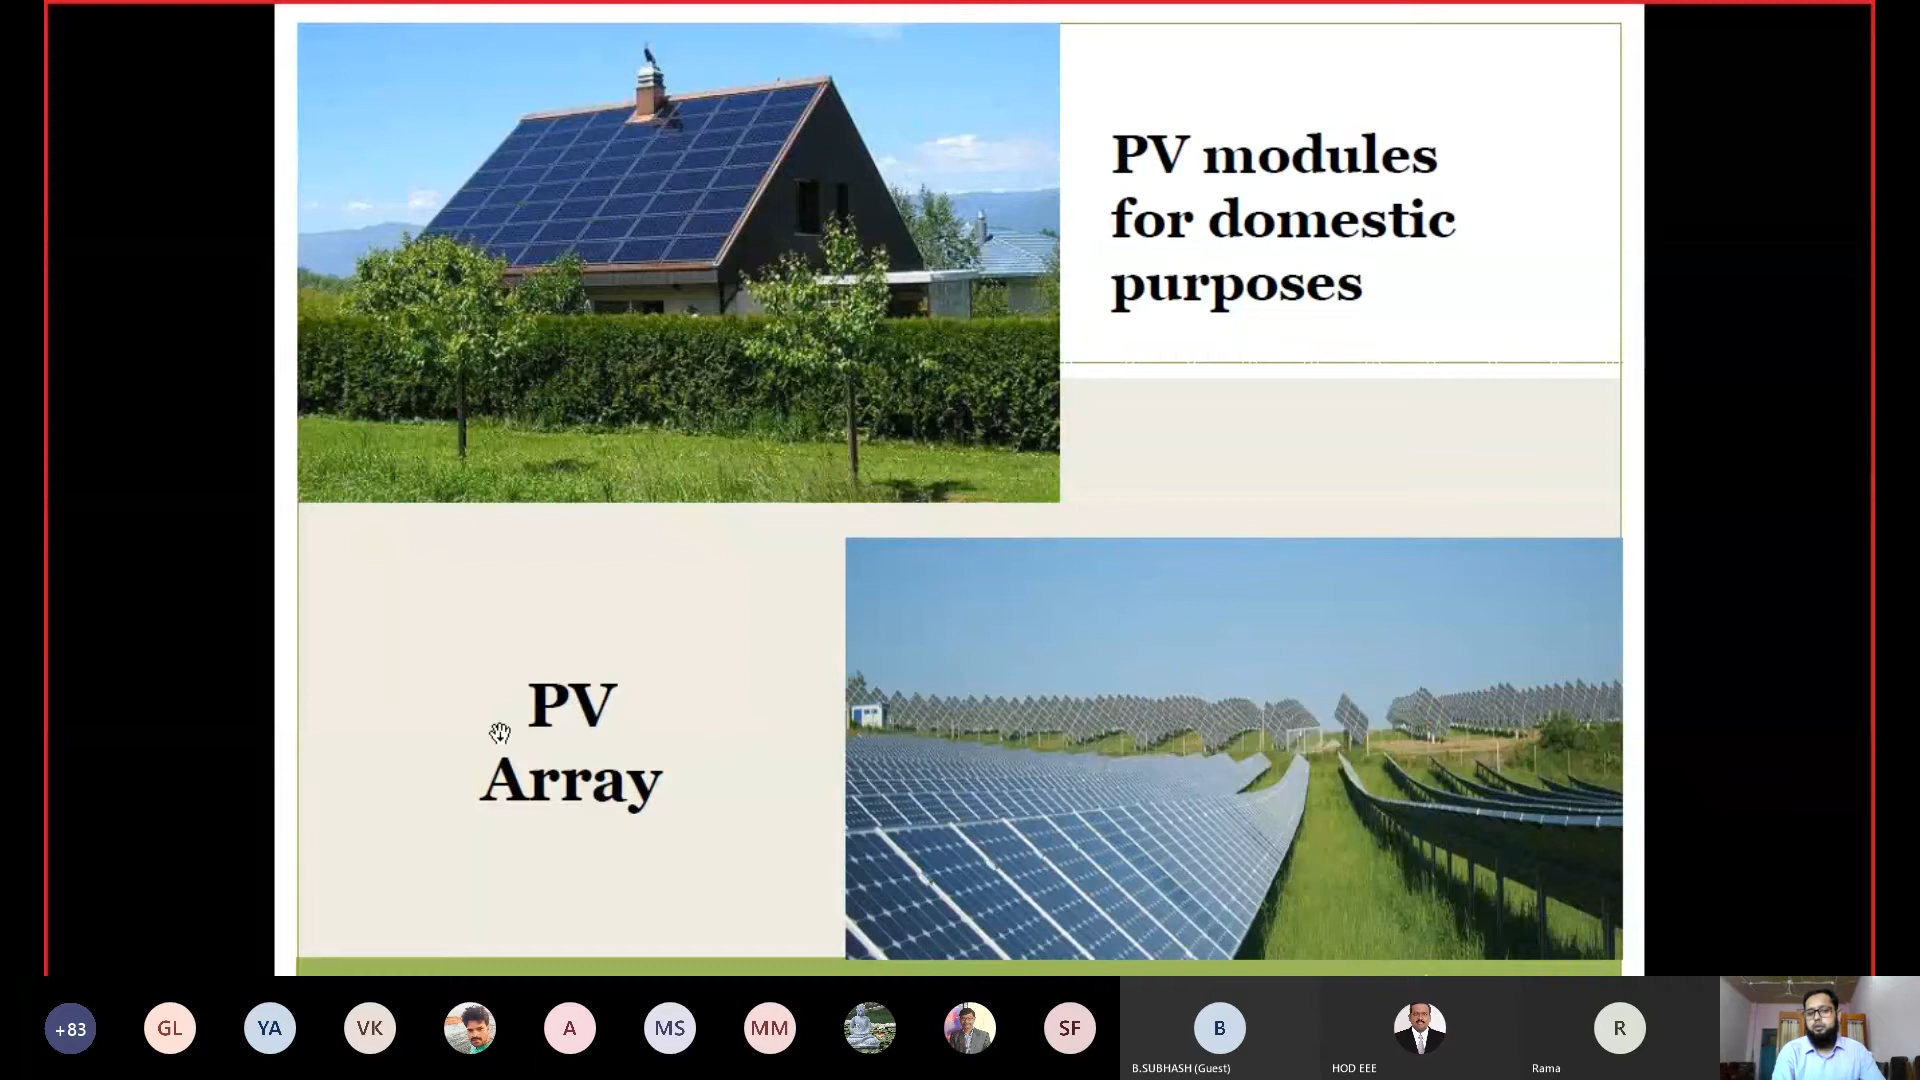 PV modules
for domestic
purposes
PV
Array
+83
GL
YA
VK
A
MS
MM
SF
B
R
B.SUBHASH (Guest)
HOD EEE
Rama